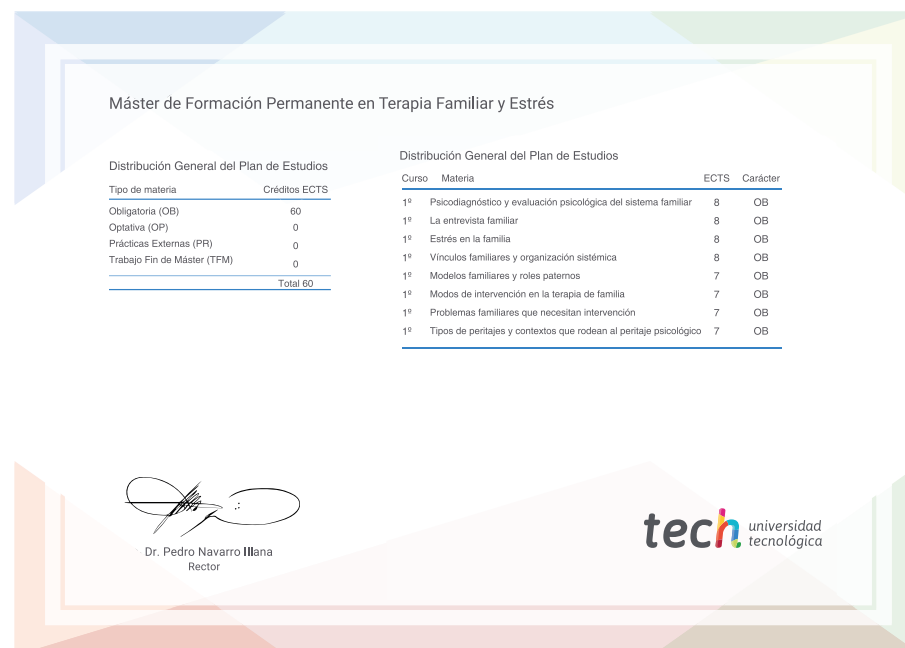 Máster de Formación Permanente en Terapia Familiar y Estrés
Distribución General del Plan de Estudios
Tipo de materia Créditos ECTS
Obligatoria (OB) 60
Optativa (OP) 0
Prácticas Externas (PR) 0
Trabajo Fin de Máster (TFM) 0
Total 60
Distribución General del Plan de Estudios
Curso Materia ECTS Carácter
1º Psicodiagnóstico y evaluación psicológica del sistema familiar 8 OB
1º La entrevista familiar 8 OB
1º Estrés en la familia 8 OB
1º Vínculos familiares y organización sistémica 8 OB
1º Modelos familiares y roles paternos 7 OB
1º Modos de intervención en la terapia de familia 7 OB
1º Problemas familiares que necesitan intervención 7 OB
1º Tipos de peritajes y contextos que rodean al peritaje psicológico 7 OB
Dr. Pedro Navarro Illana
Rector
tech universidad
tecnológica